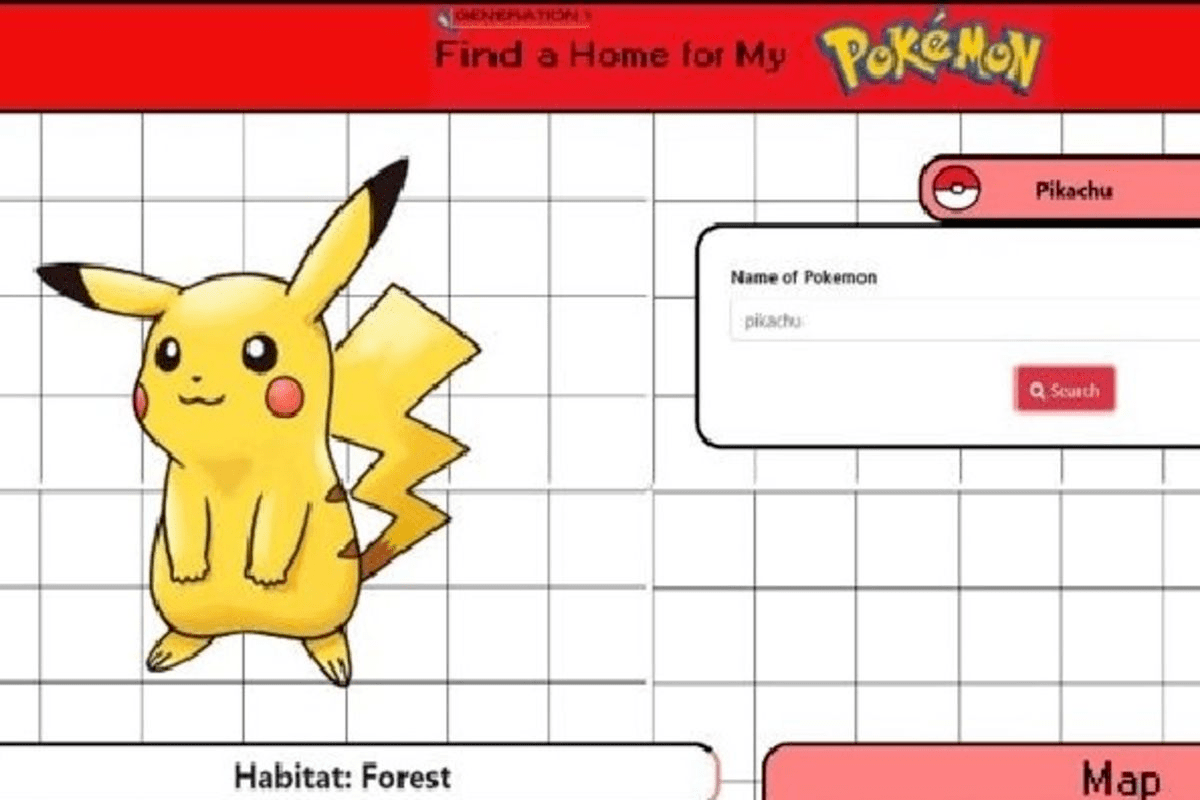 GENERATION 1
Find a Home for My POKéMON
Pikachu
Name of Pokemon
pikachu
Search
Habitat: Forest
Map